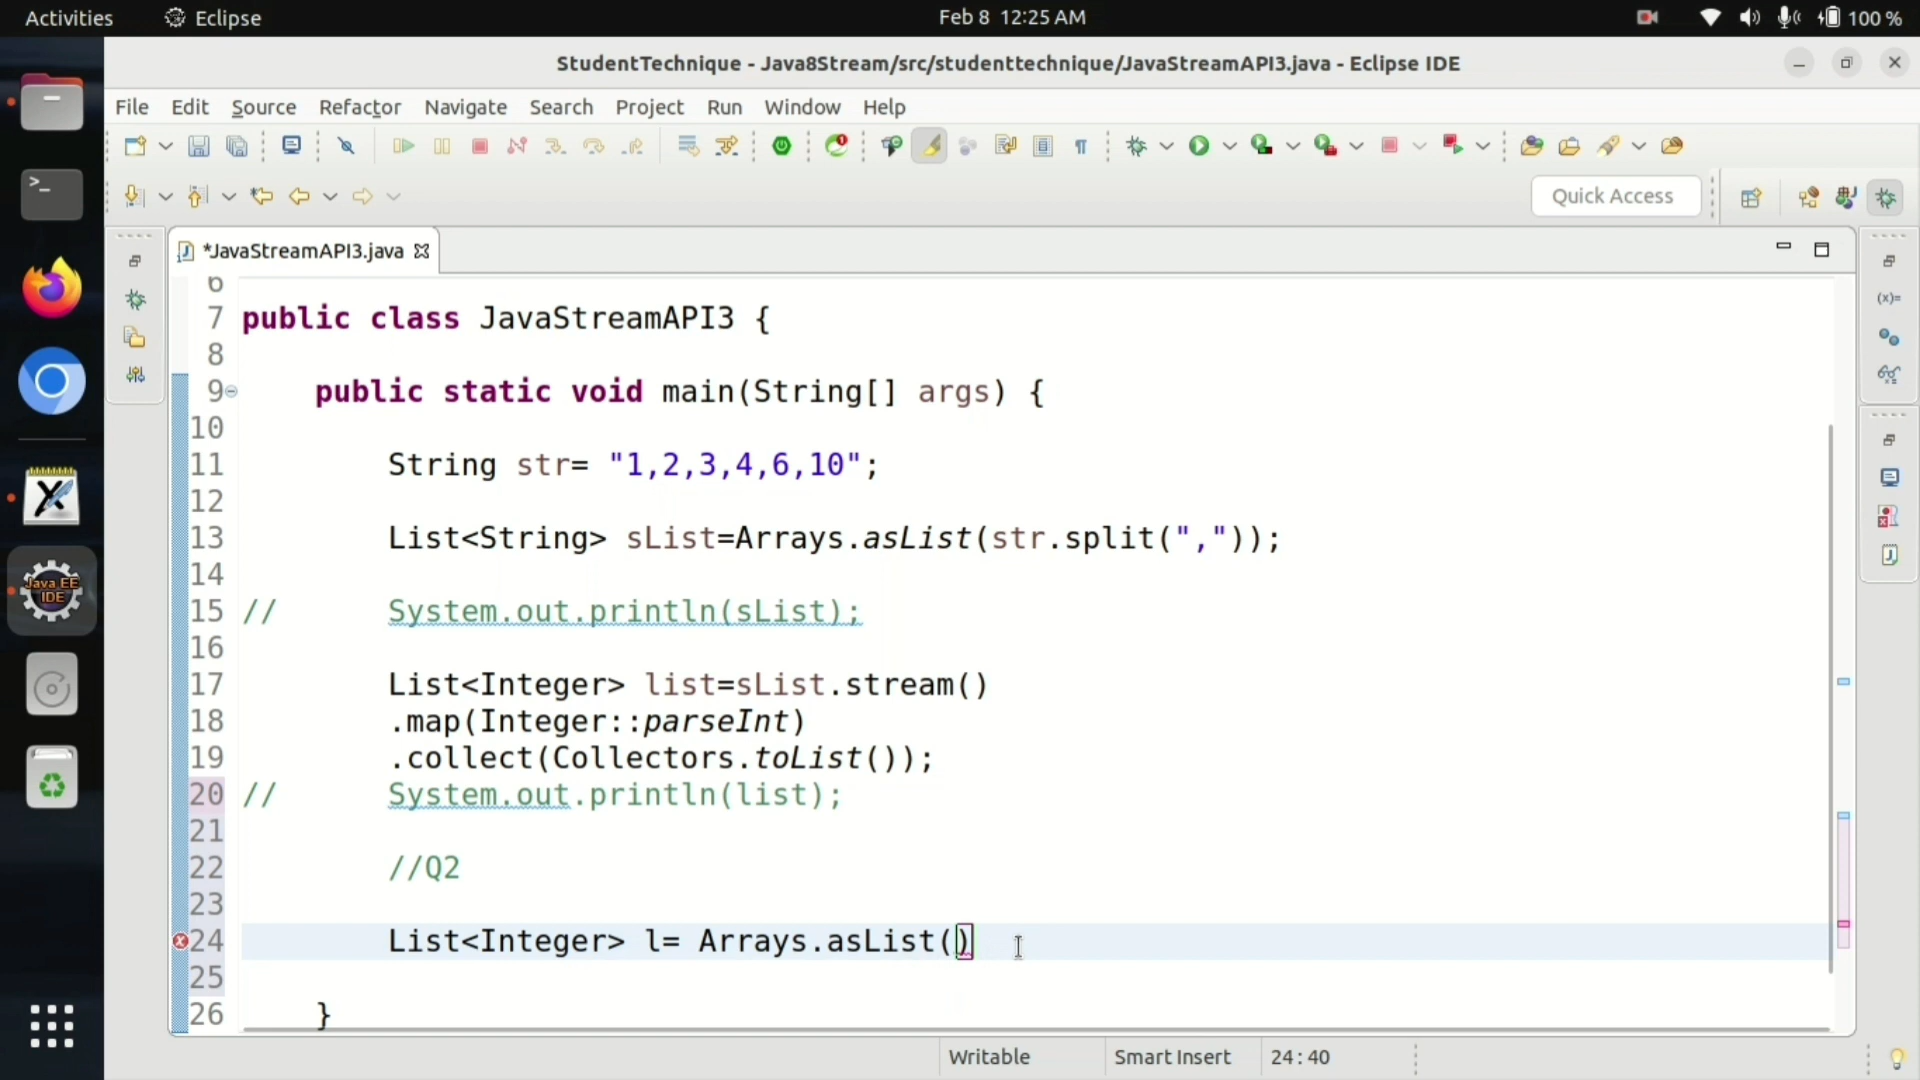 Activities
Eclipse
Feb 8 12:25 AM
100 %
StudentTechnique - Java8Stream/src/studenttechnique/JavaStreamAPI3.java - Eclipse IDE
File Edit Source Refactor Navigate Search Project Run Window Help
Quick Access
*JavaStreamAPI3.java
6
7 public class JavaStreamAPI3 {
8
9 public static void main(String[] args) {
10
11 String str= "1,2,3,4,6,10";
12
13 List<String> sList=Arrays.asList(str.split(","));
14
15 // System.out.println(sList);
16
17 List<Integer> list=sList.stream()
18 .map(Integer::parseInt)
19 .collect(Collectors.toList());
20 // System.out.println(list);
21
22 //Q2
23
24 List<Integer> l= Arrays.asList()
25
26 }
Java EE
IDE
(x)=
Writable
Smart Insert
24:40